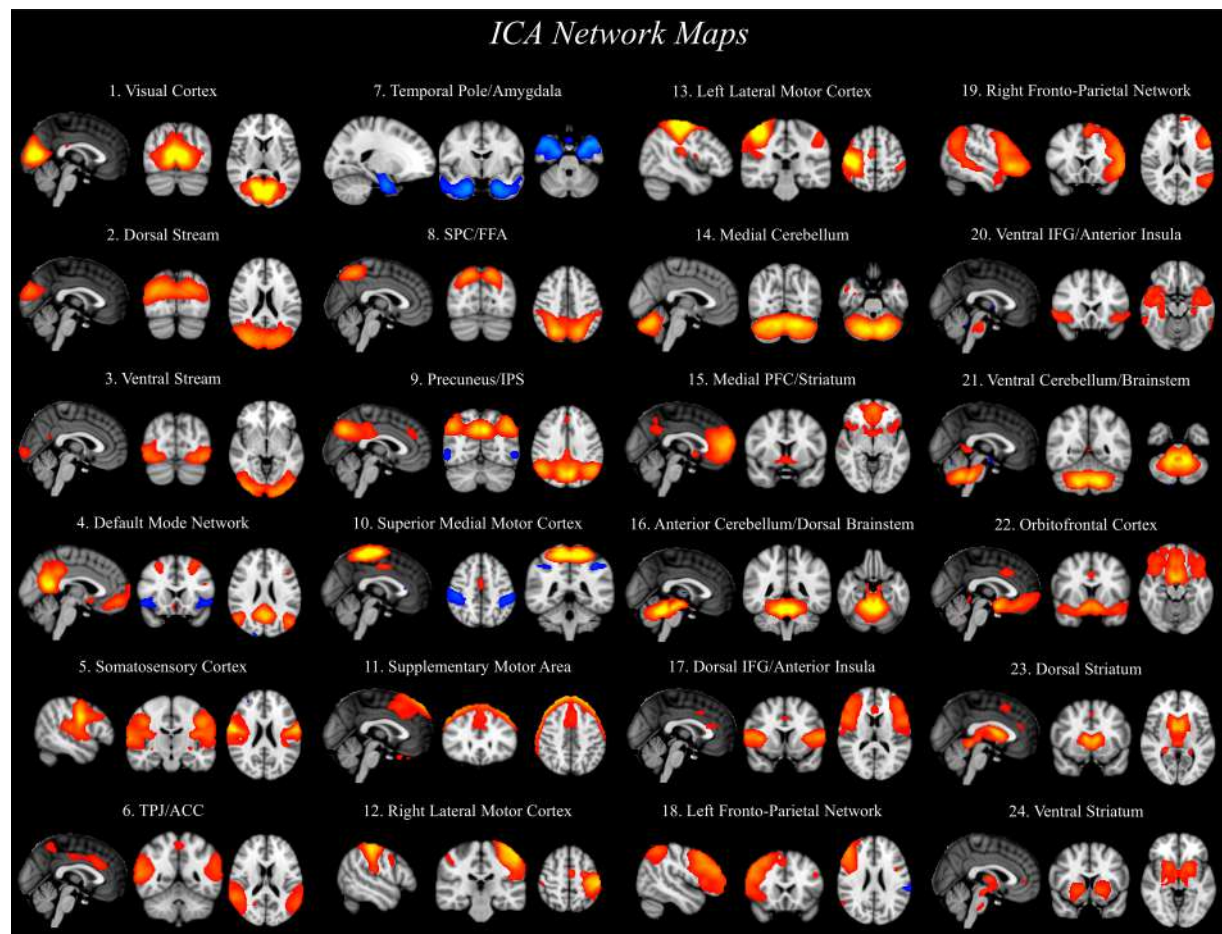 ICA Network Maps
1. Visual Cortex
7. Temporal Pole/Amygdala
13. Left Lateral Motor Cortex
19. Right Fronto-Parietal Network
2. Dorsal Stream
8. SPC/FFA
14. Medial Cerebellum
20. Ventral IFG/Anterior Insula
3. Ventral Stream
9. Precuneus/IPS
15. Medial PFC/Striatum
21. Ventral Cerebellum/Brainstem
4. Default Mode Network
10. Superior Medial Motor Cortex
16. Anterior Cerebellum/Dorsal Brainstem
22. Orbitofrontal Cortex
5. Somatosensory Cortex
11. Supplementary Motor Area
17. Dorsal IFG/Anterior Insula
23. Dorsal Striatum
6. TPJ/ACC
12. Right Lateral Motor Cortex
18. Left Fronto-Parietal Network
24. Ventral Striatum